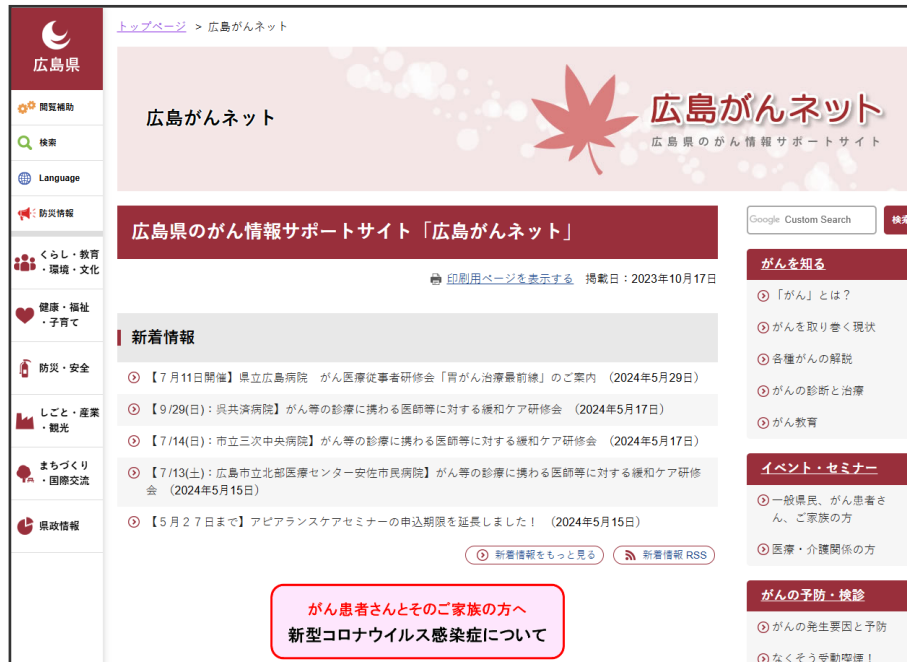 広島県
閲覧補助
検索
Language
防災情報
くらし・教育
・環境・文化
健康・福祉
・子育て
防災・安全
しごと・産業
・観光
まちづくり
・国際交流
県政情報
トップページ > 広島がんネット
広島がんネット
広島がんネット
広島県のがん情報サポートサイト
広島県のがん情報サポートサイト「広島がんネット」
印刷用ページを表示する 掲載日：2023年10月17日
新着情報
【７月11日開催】県立広島病院　がん医療従事者研修会「胃がん治療最前線」のご案内 （2024年5月29日）
【９/29(日)：呉共済病院】がん等の診療に携わる医師等に対する緩和ケア研修会 （2024年5月17日）
【７/14(日)：市立三次中央病院】がん等の診療に携わる医師等に対する緩和ケア研修会 （2024年5月17日）
【７/13(土)：広島市立北部医療センター安佐市民病院】がん等の診療に携わる医師等に対する緩和ケア研修
会 （2024年5月15日）
【５月２７日まで】アピアランスケアセミナーの申込期限を延長しました！ （2024年5月15日）
新着情報をもっと見る 新着情報 RSS
がん患者さんとそのご家族の方へ
新型コロナウイルス感染症について
Google Custom Search 検索
がんを知る
「がん」とは？
がんを取り巻く現状
各種がんの解説
がんの診断と治療
がん教育
イベント・セミナー
一般県民、がん患者さ
ん、ご家族の方
医療・介護関係の方
がんの予防・検診
がんの発生要因と予防
なくそう受動喫煙！